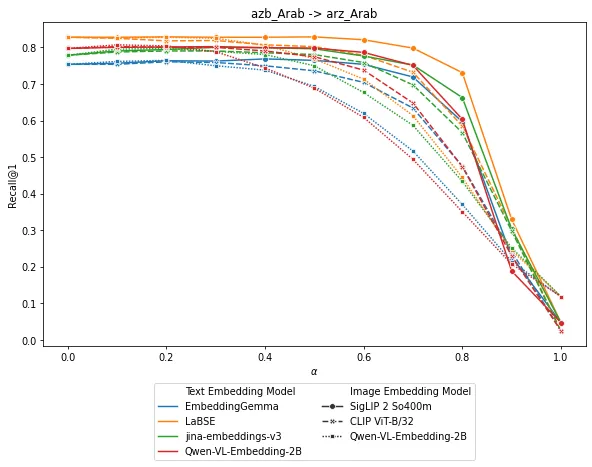 azb_Arab -> arz_Arab
Recall@1
0.8
0.7
0.6
0.5
0.4
0.3
0.2
0.1
0.0
0.0 0.2 0.4 0.6 0.8 1.0
α
Text Embedding Model Image Embedding Model
EmbeddingGemma SigLIP 2 So400m
LaBSE CLIP ViT-B/32
jina-embeddings-v3 Qwen-VL-Embedding-2B
Qwen-VL-Embedding-2B